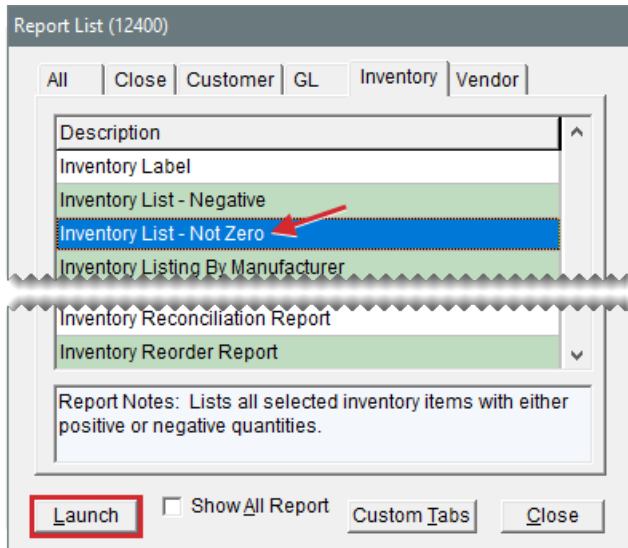 Report List (12400)
All Close Customer GL Inventory Vendor
Description
Inventory Label
Inventory List - Negative
Inventory List - Not Zero
Inventory Listing By Manufacturer
Inventory Reconciliation Report
Inventory Reorder Report
Report Notes: Lists all selected inventory items with either
positive or negative quantities.
Launch Show All Report Custom Tabs Close